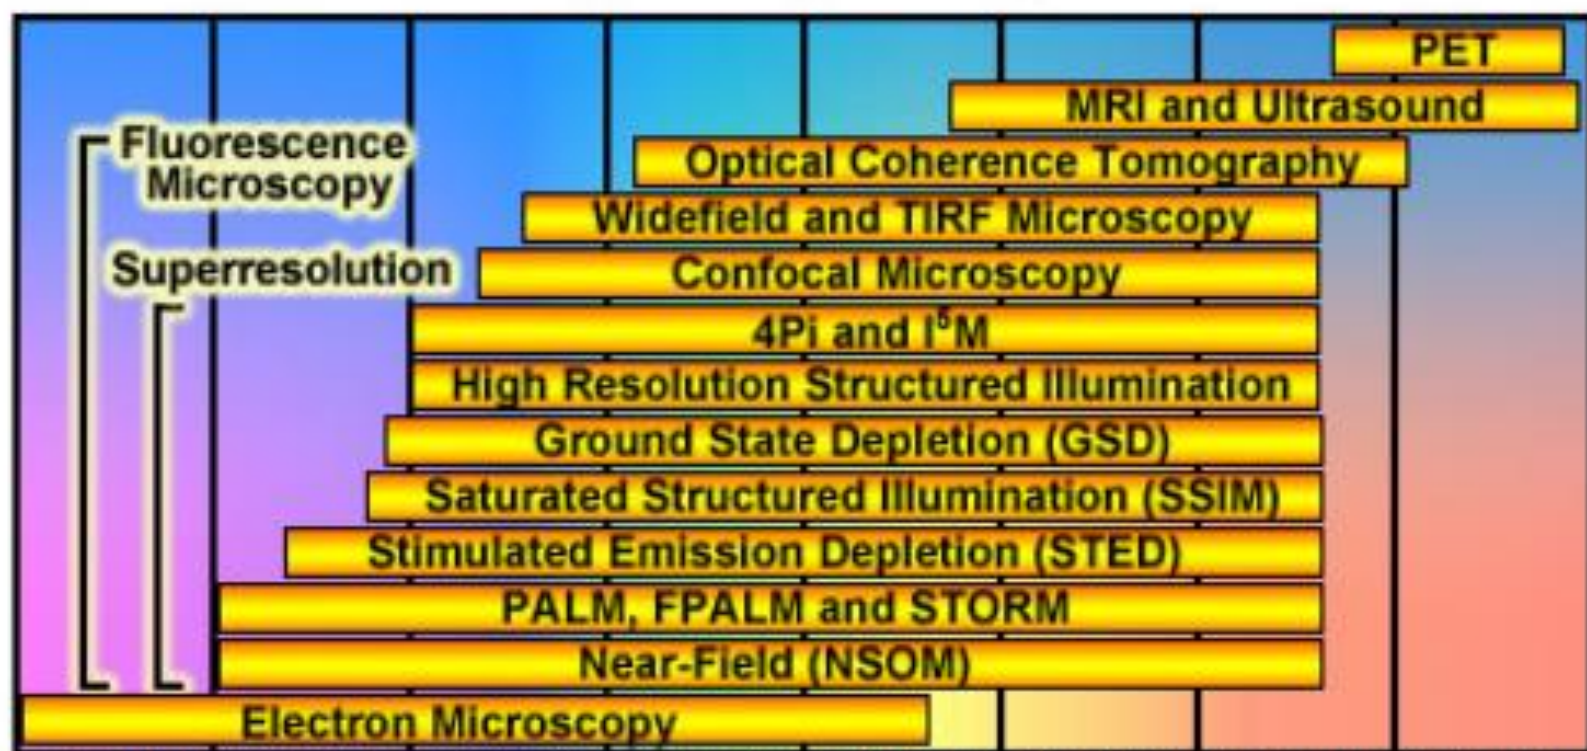 PET
MRI and Ultrasound
Fluorescence
Microscopy
Optical Coherence Tomography
Widefield and TIRF Microscopy
Superresolution
Confocal Microscopy
4Pi and I⁵M
High Resolution Structured Illumination
Ground State Depletion (GSD)
Saturated Structured Illumination (SSIM)
Stimulated Emission Depletion (STED)
PALM, FPALM and STORM
Near-Field (NSOM)
Electron Microscopy